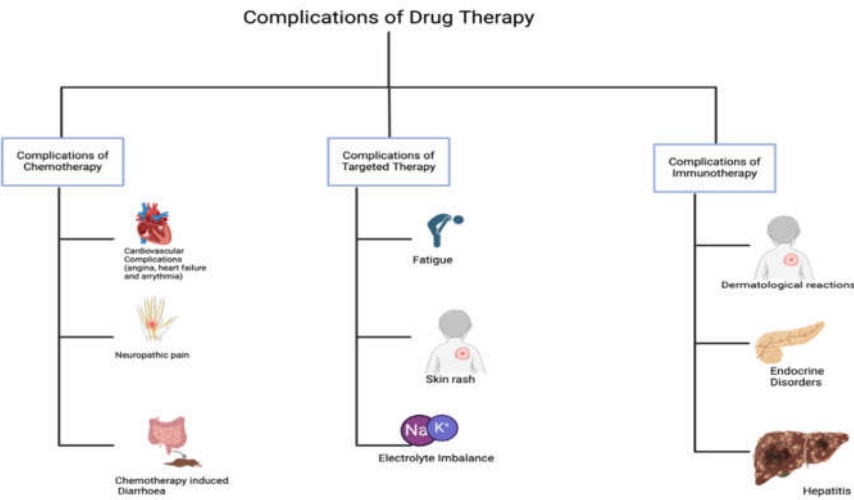 Complications of Drug Therapy
Complications of
Chemotherapy
Cardiovascular
Complications
(angina, heart failure
and arrythmia)
Neuropathic pain
Chemotherapy induced
Diarrhoea
Complications of
Targeted Therapy
Fatigue
Skin rash
Na K+
Electrolyte Imbalance
Complications of
Immunotherapy
Dermatological reactions
Endocrine
Disorders
Hepatitis